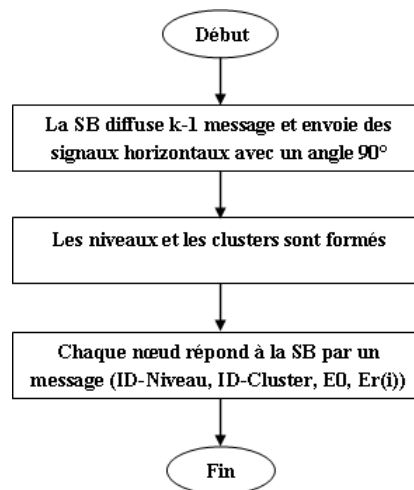 Début
La SB diffuse k-1 message et envoie des
signaux horizontaux avec un angle 90°
Les niveaux et les clusters sont formés
Chaque nœud répond à la SB par un
message (ID-Niveau, ID-Cluster, E0, Er(i))
Fin